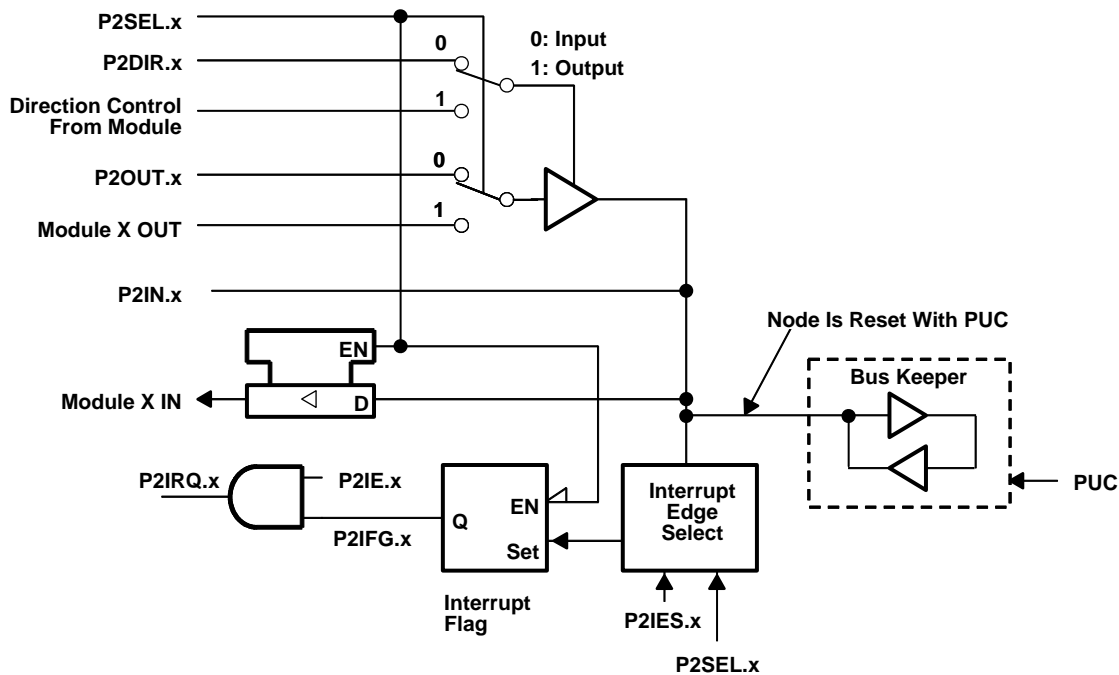 P2SEL.x
0
0: Input
P2DIR.x
1: Output
Direction Control
From Module
1
0
P2OUT.x
1
Module X OUT
P2IN.x
Node Is Reset With PUC
EN
Bus Keeper
Module X IN
D
P2IRQ.x
P2IE.x
Interrupt
Edge
Select
EN
PUC
Q
P2IFG.x
Set
Interrupt
Flag
P2IES.x
P2SEL.x